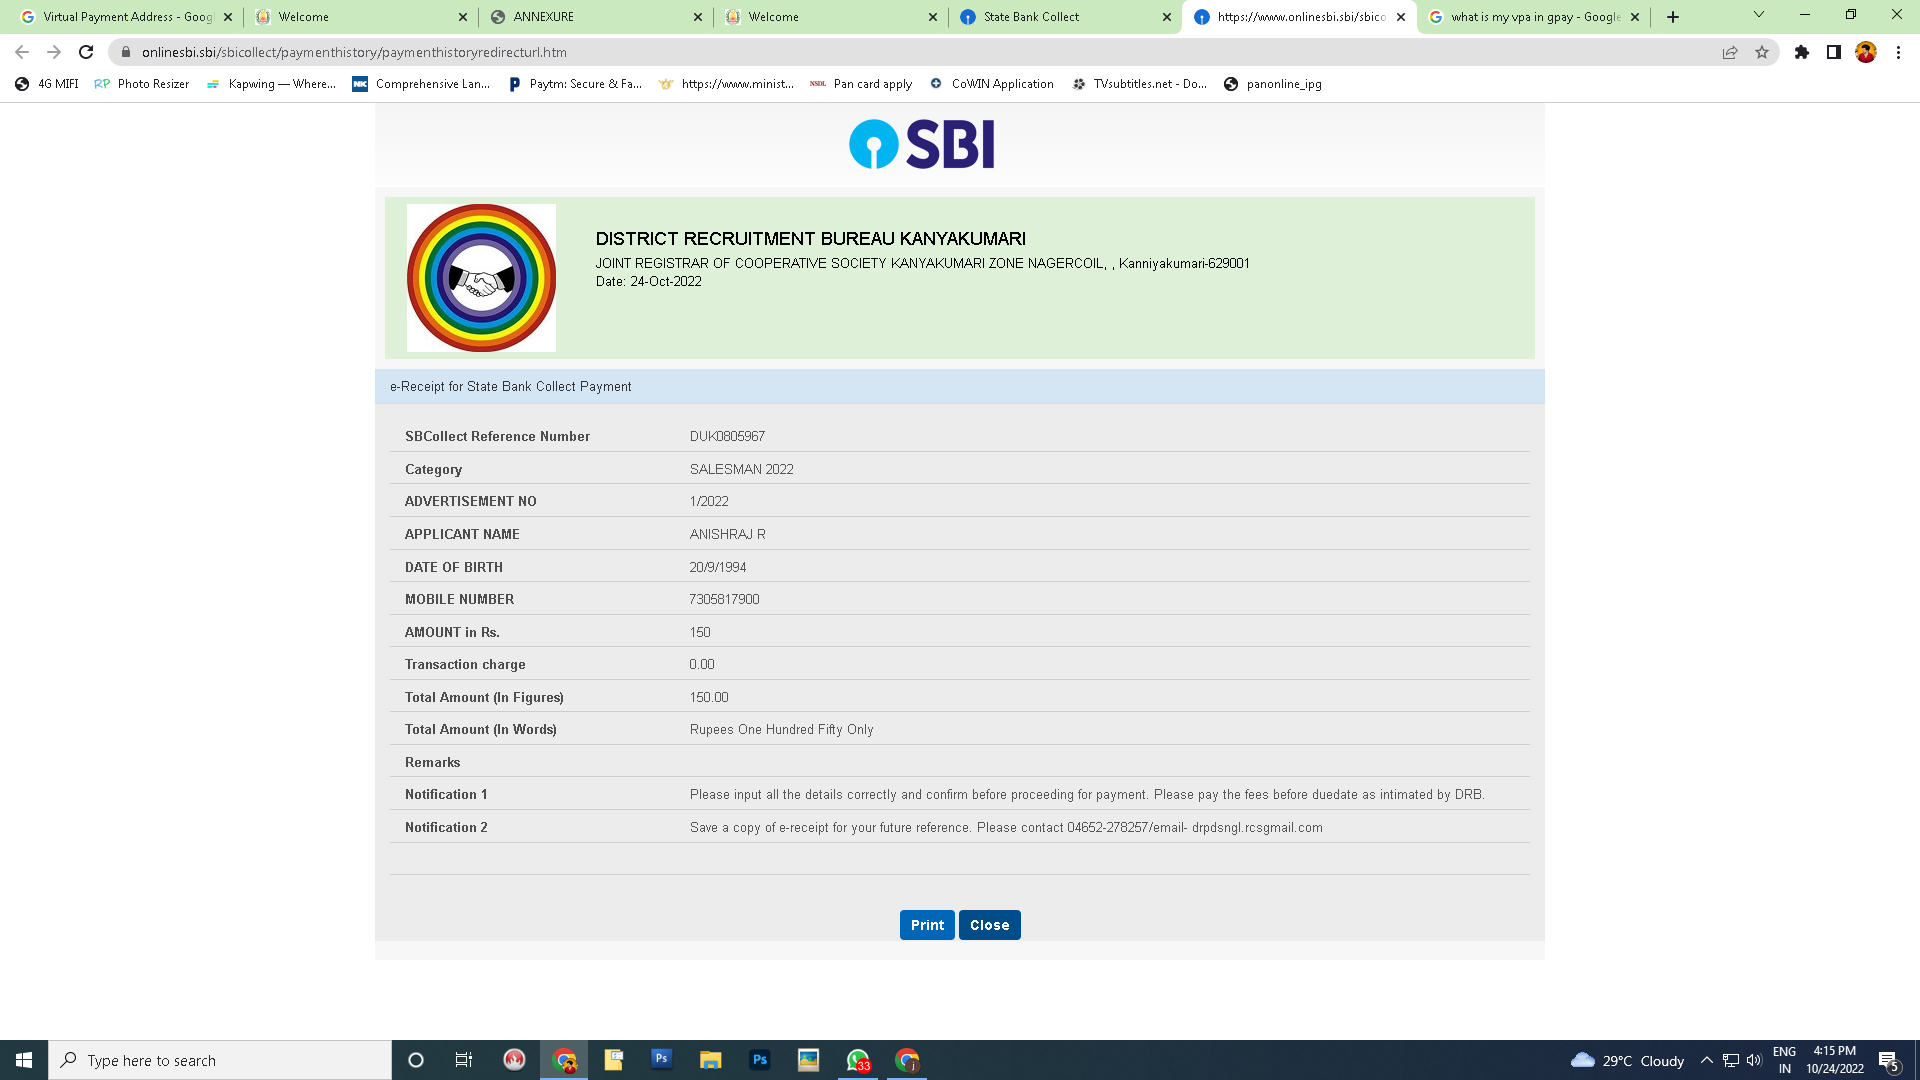 Virtual Payment Address - Goog
Welcome
ANNEXURE
Welcome
State Bank Collect
https://www.onlinesbi.sbi/sbico
what is my vpa in gpay - Google
onlinesbi.sbi/sbicollect/paymenthistory/paymenthistoryredirecturl.htm
4G MIFI
RP Photo Resizer
Kapwing — Where...
NK Comprehensive Lan...
Paytm: Secure & Fa...
https://www.minist...
NSDL Pan card apply
CoWIN Application
TVsubtitles.net - Do...
panonline_ipg
SBI
DISTRICT RECRUITMENT BUREAU KANYAKUMARI
JOINT REGISTRAR OF COOPERATIVE SOCIETY KANYAKUMARI ZONE NAGERCOIL, , Kanniyakumari-629001
Date: 24-Oct-2022
e-Receipt for State Bank Collect Payment
SBCollect Reference Number DUK0805967
Category SALESMAN 2022
ADVERTISEMENT NO 1/2022
APPLICANT NAME ANISHRAJ R
DATE OF BIRTH 20/9/1994
MOBILE NUMBER 7305817900
AMOUNT in Rs. 150
Transaction charge 0.00
Total Amount (In Figures) 150.00
Total Amount (In Words) Rupees One Hundred Fifty Only
Remarks
Notification 1 Please input all the details correctly and confirm before proceeding for payment. Please pay the fees before duedate as intimated by DRB.
Notification 2 Save a copy of e-receipt for your future reference. Please contact 04652-278257/email- drpdsngl.rcsgmail.com
Print Close
Type here to search
Ps
Ps
33
j
29°C Cloudy
ENG
IN
4:15 PM
10/24/2022
5